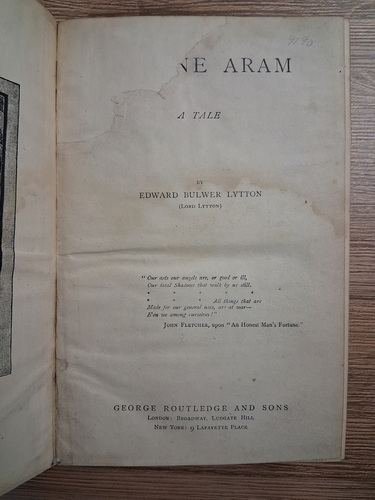 NE ARAM
A TALE
BY
EDWARD BULWER LYTTON
(LORD LYTTON)
"Our acts our angels are, or good or ill,
Our fatal Shadows that walk by us still.
* * * * *
* * * All things that are
Made for our general uses, are at war—
E'en we among ourselves!"
JOHN FLETCHER, upon "An Honest Man's Fortune."
GEORGE ROUTLEDGE AND SONS
LONDON: BROADWAY, LUDGATE HILL
NEW YORK: 9 LAFAYETTE PLACE